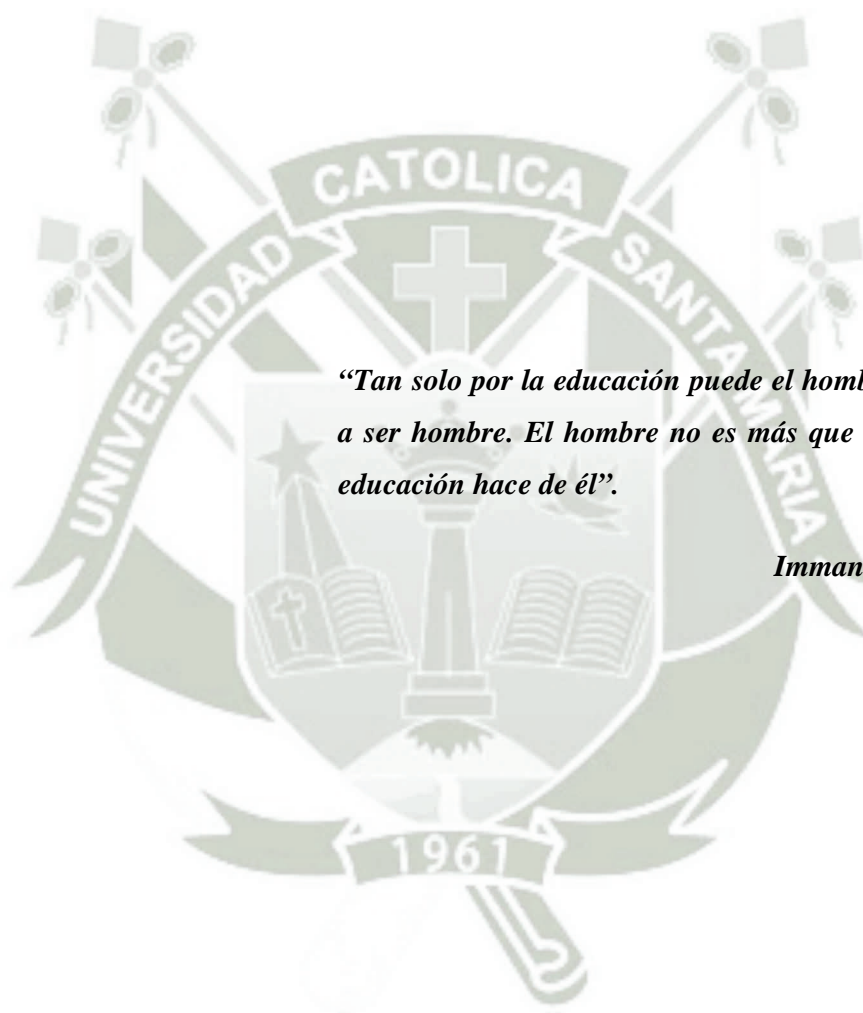 UNIVERSIDAD CATOLICA SANTA MARIA
“Tan solo por la educación puede el homb
a ser hombre. El hombre no es más que
educación hace de él”.
Imman
1961